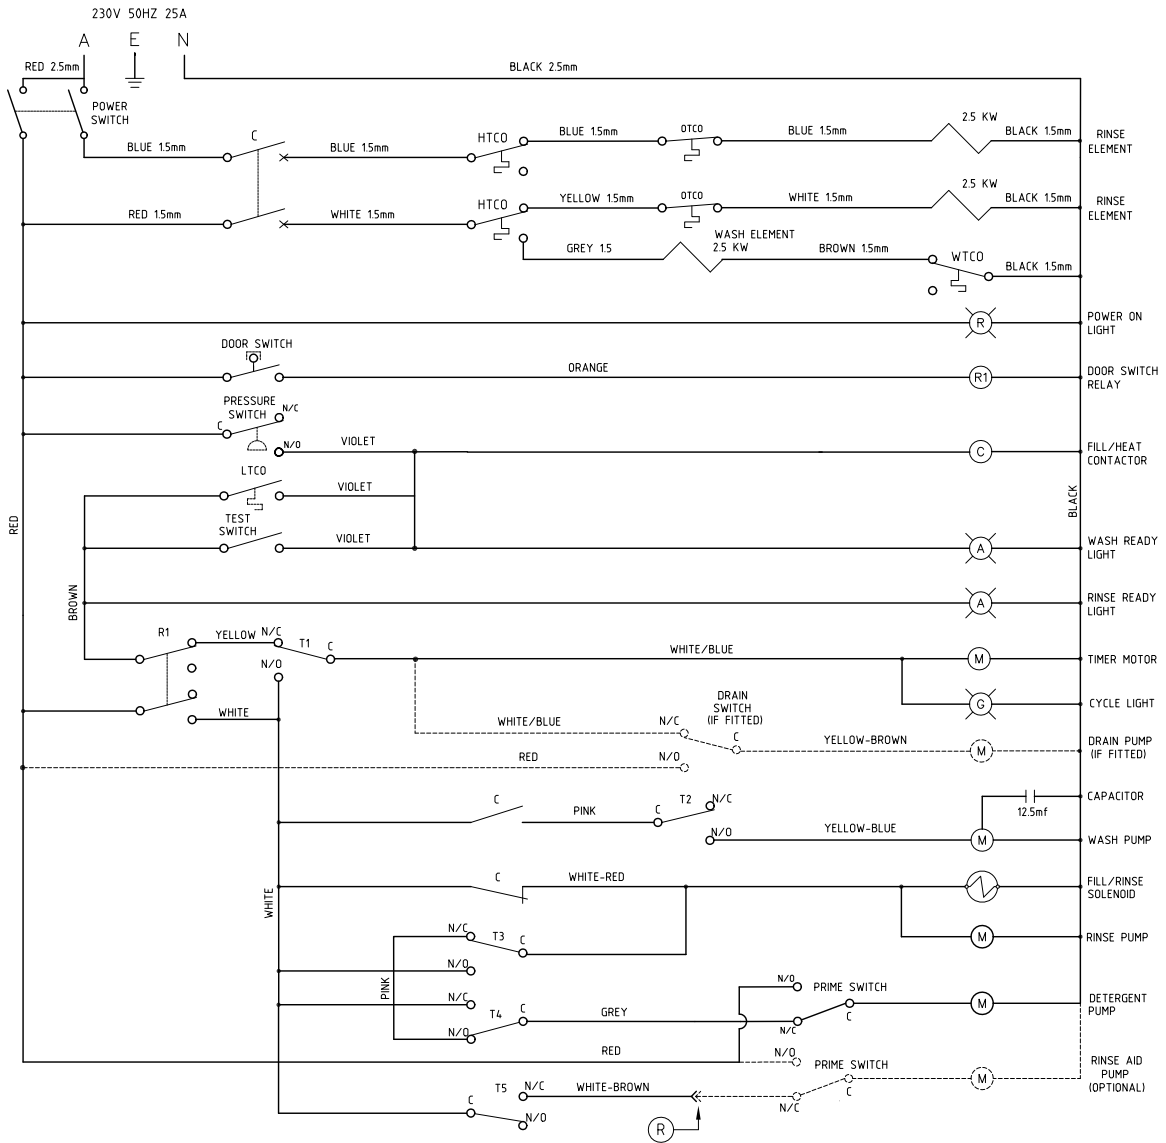 230V 50HZ 25A
A E N
RED 2.5mm
BLACK 2.5mm
POWER
SWITCH
BLUE 1.5mm
C
BLUE 1.5mm
HTCO
BLUE 1.5mm
OTCO
BLUE 1.5mm
2.5 KW
BLACK 1.5mm
RINSE
ELEMENT
RED 1.5mm
WHITE 1.5mm
HTCO
YELLOW 1.5mm
OTCO
WHITE 1.5mm
2.5 KW
BLACK 1.5mm
RINSE
ELEMENT
GREY 1.5
WASH ELEMENT
2.5 KW
BROWN 1.5mm
WTCO
BLACK 1.5mm
R
POWER ON
LIGHT
DOOR SWITCH
ORANGE
R1
DOOR SWITCH
RELAY
PRESSURE
SWITCH
N/C
C
N/O
VIOLET
C
FILL/HEAT
CONTACTOR
LTCO
VIOLET
BLACK
RED
TEST
SWITCH
VIOLET
A
WASH READY
LIGHT
BROWN
A
RINSE READY
LIGHT
R1
YELLOW
N/C
T1
C
WHITE/BLUE
M
TIMER MOTOR
N/O
WHITE
G
CYCLE LIGHT
WHITE/BLUE
DRAIN
SWITCH
(IF FITTED)
N/C
C
YELLOW-BROWN
M
DRAIN PUMP
(IF FITTED)
RED
N/O
C
PINK
C
T2
N/C
N/O
YELLOW-BLUE
12.5mf
CAPACITOR
M
WASH PUMP
WHITE
C
WHITE-RED
FILL/RINSE
SOLENOID
N/C
T3
C
M
RINSE PUMP
N/O
PINK
N/C
T4
C
GREY
N/O
N/O
PRIME SWITCH
N/C
C
M
DETERGENT
PUMP
RED
N/O
PRIME SWITCH
N/C
C
M
RINSE AID
PUMP
(OPTIONAL)
C
T5
N/C
WHITE-BROWN
N/O
R